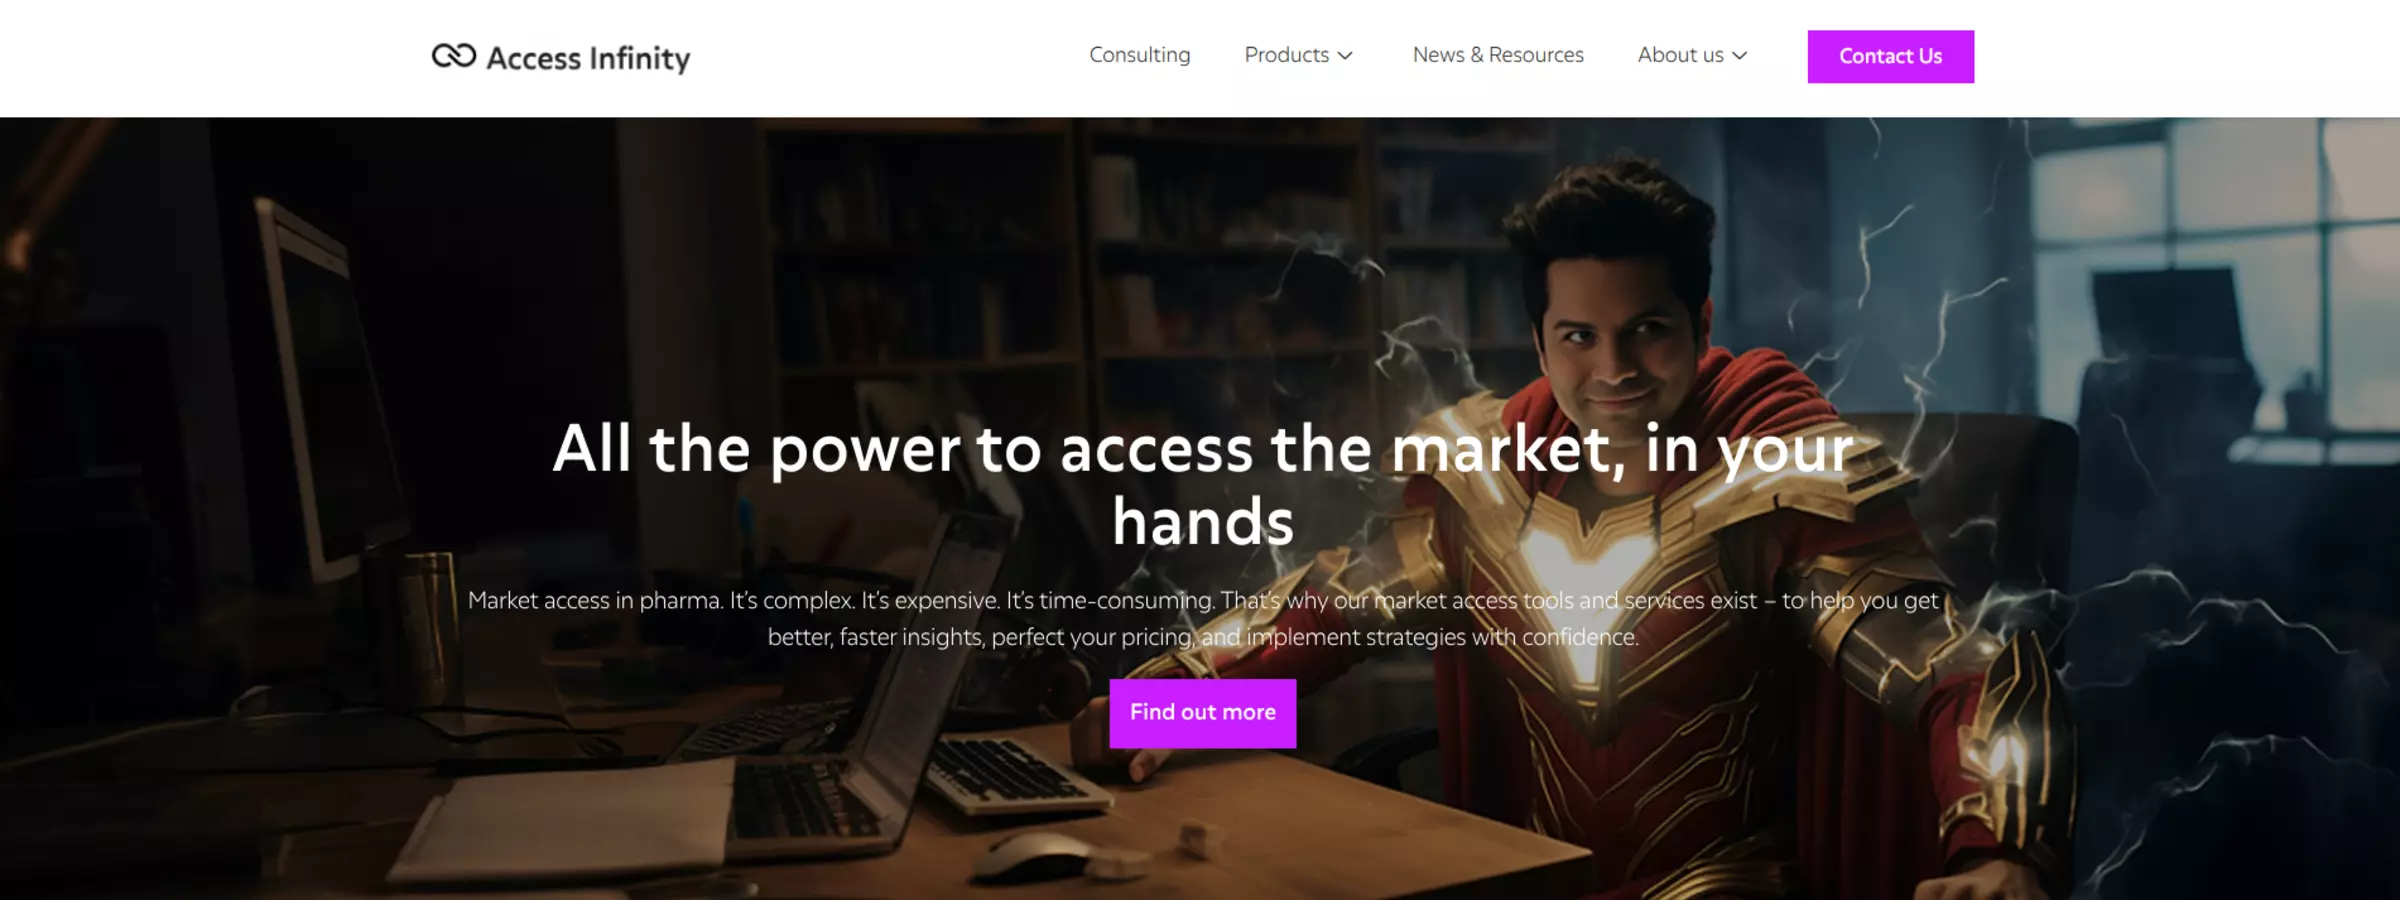 Access Infinity
Consulting
Products
News & Resources
About us
Contact Us
All the power to access the market, in your
hands
Market access in pharma. It's complex. It's expensive. It's time-consuming. That's why our market access tools and services exist – to help you get
better, faster insights, perfect your pricing, and implement strategies with confidence.
Find out more